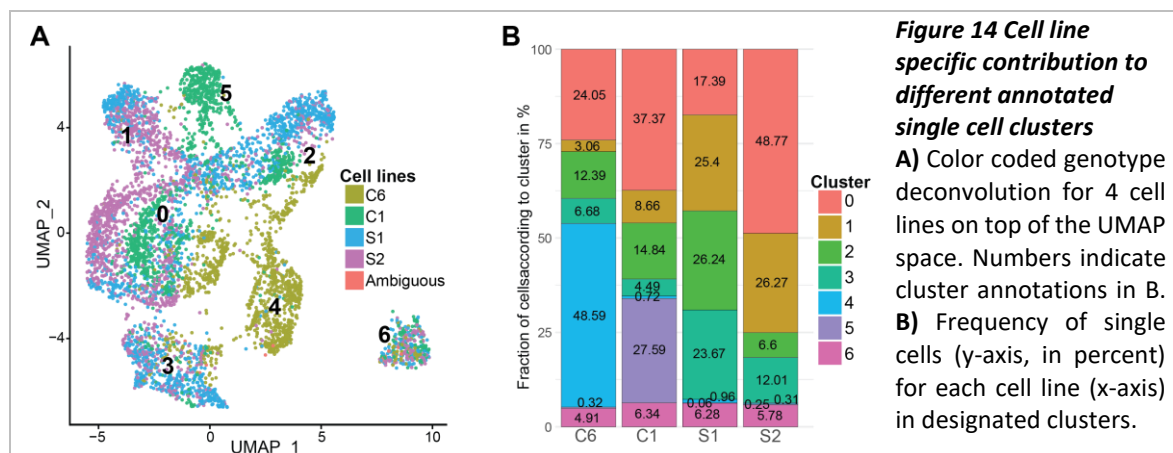 A
B
Figure 14 Cell line
specific contribution to
different annotated
single cell clusters
A) Color coded genotype
deconvolution for 4 cell
lines on top of the UMAP
space. Numbers indicate
cluster annotations in B.
B) Frequency of single
cells (y-axis, in percent)
for each cell line (x-axis)
in designated clusters.
UMAP_2
4
0
−4
−5
0
5
10
UMAP_1
5
1
2
0
4
3
6
Cell lines
C6
C1
S1
S2
Ambiguous
Fraction of cellsaccording to cluster in %
100
75
50
25
0
24.05
3.06
12.39
6.68
48.59
0.32
4.91
37.37
8.66
14.84
4.49
0.72
27.59
6.34
17.39
25.4
26.24
23.67
0.96
0.06
6.28
48.77
26.27
6.6
12.01
0.31
0.25
5.78
C6
C1
S1
S2
Cluster
0
1
2
3
4
5
6